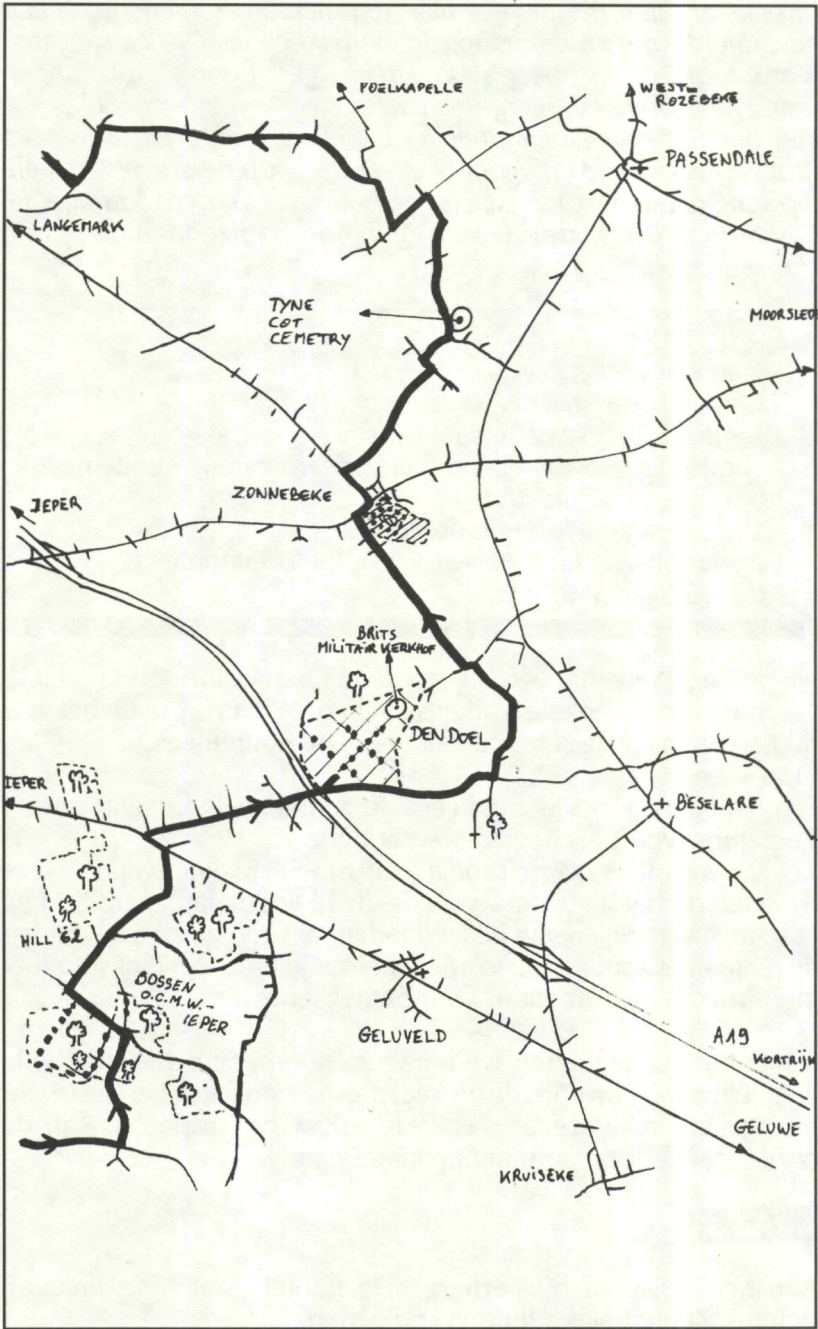 POELKAPELLE
WEST-
ROZEBEKE
PASSENDALE
LANGEMARK
TYNE
COT
CEMETRY
MOORSLED
ZONNEBEKE
IEPER
BRITS
MILITAIR KERKHOF
DEN DOEL
IEPER
BESELARE
HILL 62
BOSSEN
O.C.M.W.-
IEPER
GELUVELD
A19
KORTRIJK
GELUWE
KRUISEKE